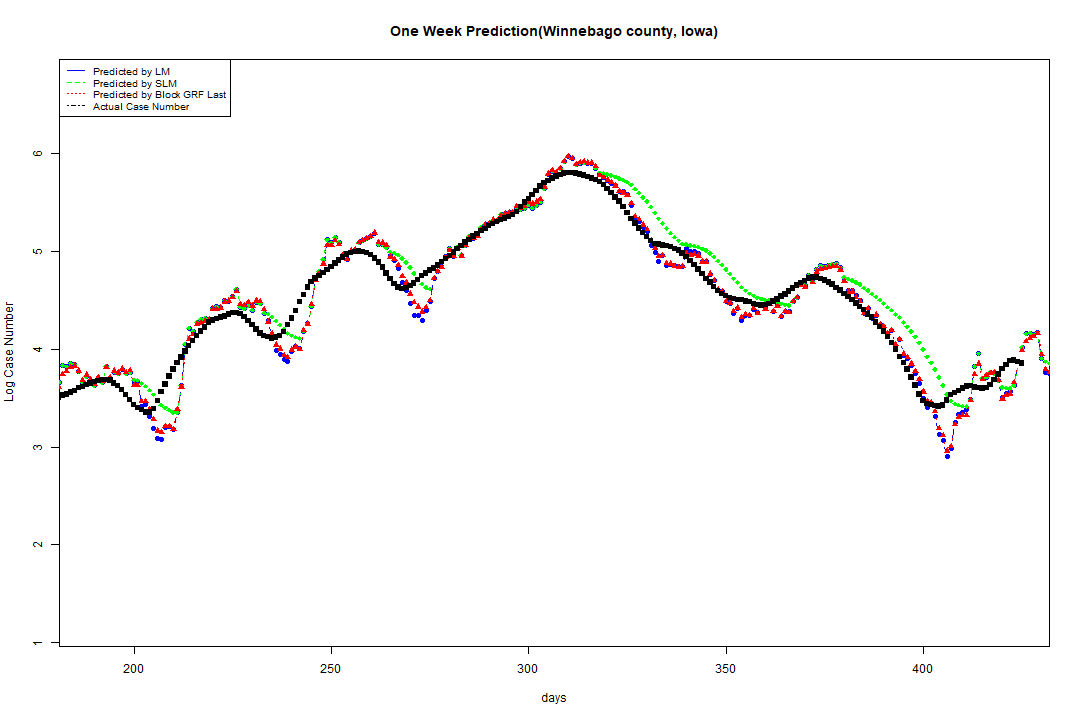 One Week Prediction(Winnebago county, Iowa)
Predicted by LM
Predicted by SLM
Predicted by Block GRF Last
Actual Case Number
6
5
4
3
2
1
Log Case Number
200 250 300 350 400
days